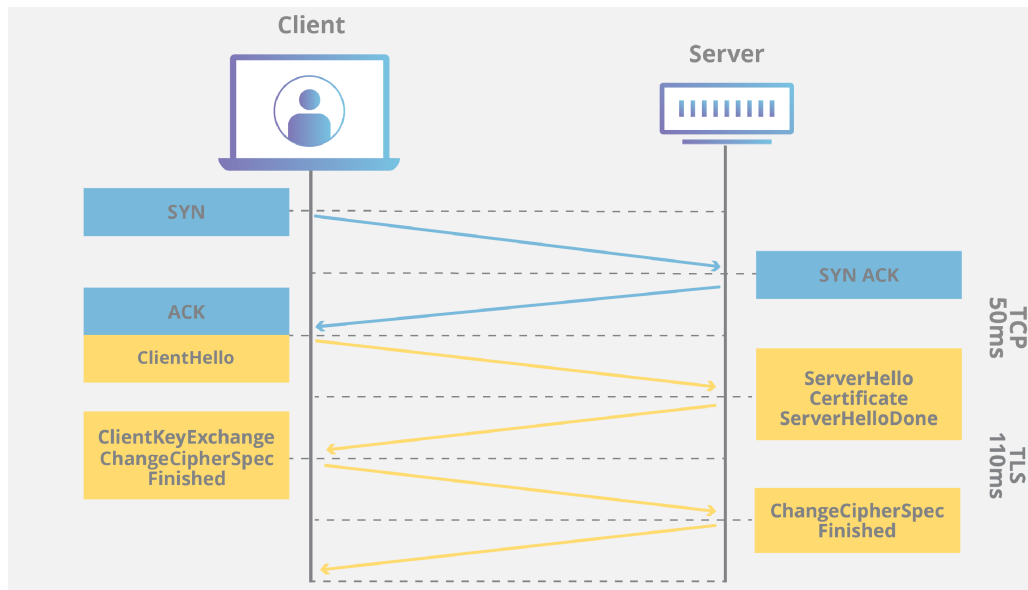 Client
Server
SYN
SYN ACK
ACK
ClientHello
TCP
50ms
ServerHello
Certificate
ServerHelloDone
ClientKeyExchange
ChangeCipherSpec
Finished
TLS
110ms
ChangeCipherSpec
Finished